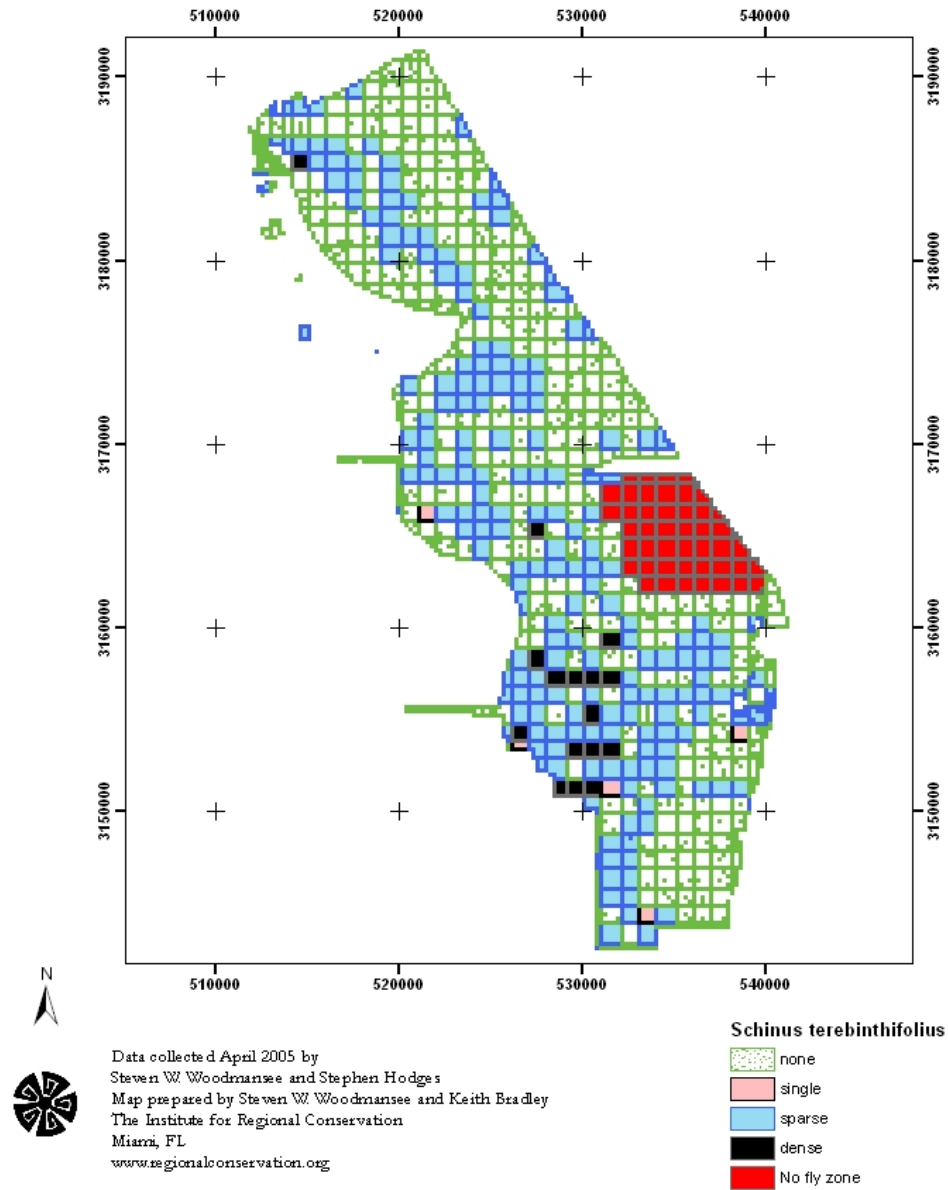 510000 520000 530000 540000
3190000 3190000
3180000 3180000
3170000 3170000
3160000 3160000
3150000 3150000
510000 520000 530000 540000
N
Data collected April 2005 by
Steven W. Woodmansee and Stephen Hodges
Map prepared by Steven W. Woodmansee and Keith Bradley
The Institute for Regional Conservation
Miami, FL
www.regionalconservation.org
Schinus terebinthifolius
none
single
sparse
dense
No fly zone